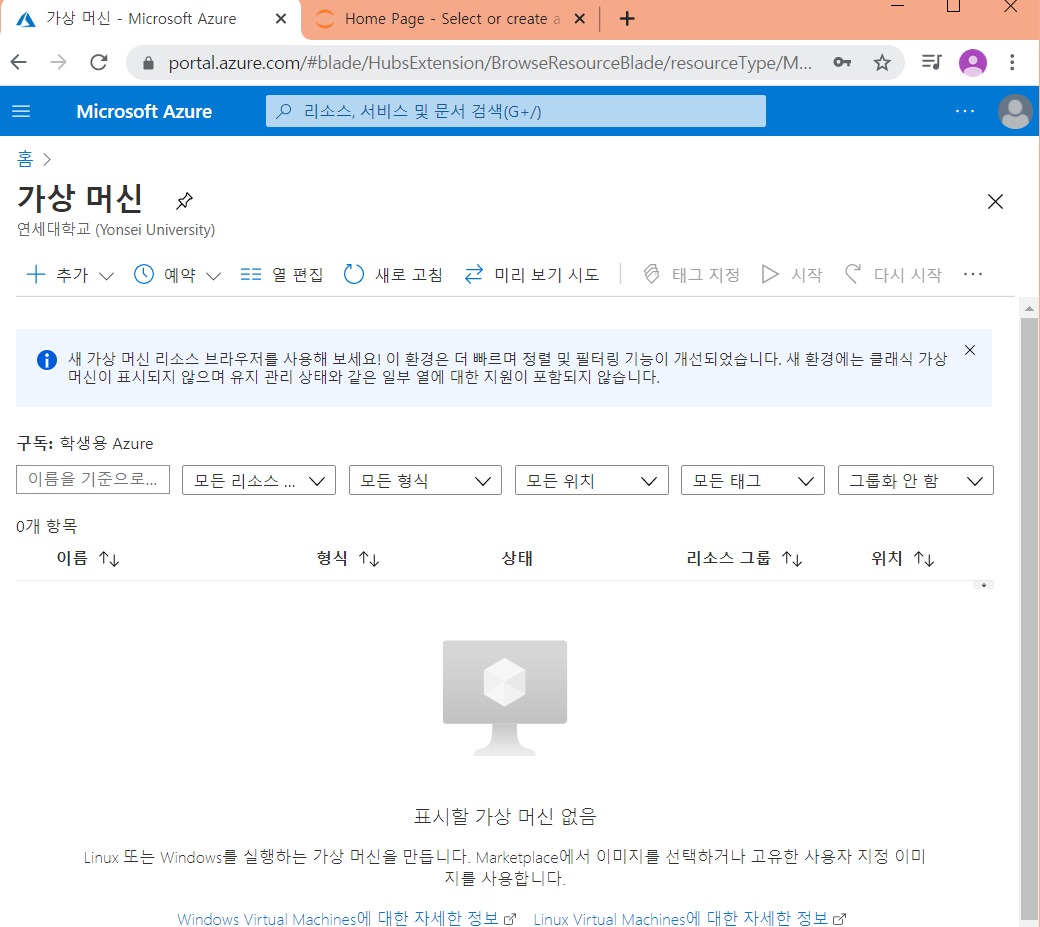 가상 머신 - Microsoft Azure
Home Page - Select or create a
portal.azure.com/#blade/HubsExtension/BrowseResourceBlade/resourceType/M...
Microsoft Azure
리소스, 서비스 및 문서 검색(G+/)
홈
가상 머신
연세대학교 (Yonsei University)
추가 예약 열 편집 새로 고침 미리 보기 시도 태그 지정 시작 다시 시작
새 가상 머신 리소스 브라우저를 사용해 보세요! 이 환경은 더 빠르며 정렬 및 필터링 기능이 개선되었습니다. 새 환경에는 클래식 가상
머신이 표시되지 않으며 유지 관리 상태와 같은 일부 열에 대한 지원이 포함되지 않습니다.
구독: 학생용 Azure
이름을 기준으로... 모든 리소스 ... 모든 형식 모든 위치 모든 태그 그룹화 안 함
0개 항목
이름 형식 상태 리소스 그룹 위치
표시할 가상 머신 없음
Linux 또는 Windows를 실행하는 가상 머신을 만듭니다. Marketplace에서 이미지를 선택하거나 고유한 사용자 지정 이미
지를 사용합니다.
Windows Virtual Machines에 대한 자세한 정보 Linux Virtual Machines에 대한 자세한 정보